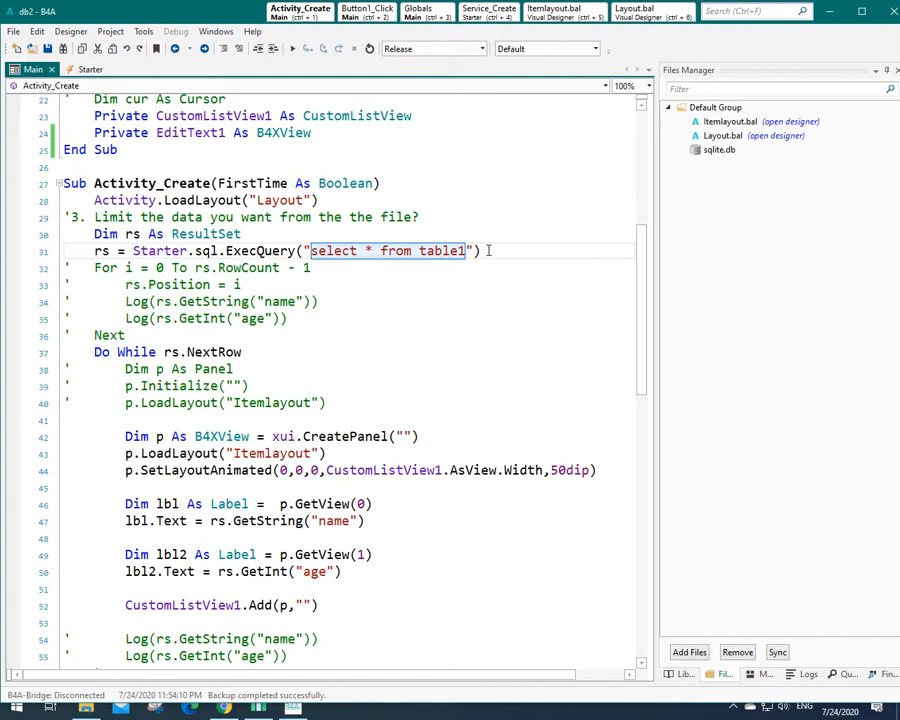 db2 - B4A
Activity_Create
Main (ctrl + 1)
Button1_Click
Main (ctrl + 2)
Globals
Main (ctrl + 3)
Service_Create
Starter (ctrl + 4)
Itemlayout.bal
Visual Designer (ctrl + 5)
Layout.bal
Visual Designer (ctrl + 6)
Search (Ctrl+F)
File Edit Designer Project Tools Debug Windows Help
Release
Default
Main
Starter
Activity_Create
100%
22 ' Dim cur As Cursor
23 Private CustomListView1 As CustomListView
24 Private EditText1 As B4XView
25 End Sub
26
27 Sub Activity_Create(FirstTime As Boolean)
28 Activity.LoadLayout("Layout")
29 '3. Limit the data you want from the the file?
30 Dim rs As ResultSet
31 rs = Starter.sql.ExecQuery("select * from table1")
32 ' For i = 0 To rs.RowCount - 1
33 ' rs.Position = i
34 ' Log(rs.GetString("name"))
35 ' Log(rs.GetInt("age"))
36 ' Next
37 Do While rs.NextRow
38 ' Dim p As Panel
39 ' p.Initialize("")
40 ' p.LoadLayout("Itemlayout")
41
42 Dim p As B4XView = xui.CreatePanel("")
43 p.LoadLayout("Itemlayout")
44 p.SetLayoutAnimated(0,0,0,CustomListView1.AsView.Width,50dip)
45
46 Dim lbl As Label = p.GetView(0)
47 lbl.Text = rs.GetString("name")
48
49 Dim lbl2 As Label = p.GetView(1)
50 lbl2.Text = rs.GetInt("age")
51
52 CustomListView1.Add(p,"")
53
54 ' Log(rs.GetString("name"))
55 ' Log(rs.GetInt("age"))
Files Manager
Filter
Default Group
Itemlayout.bal (open designer)
Layout.bal (open designer)
sqlite.db
Add Files
Remove
Sync
Lib...
Fil...
M...
Logs
Qu...
Fin...
B4A-Bridge: Disconnected 7/24/2020 11:54:10 PM Backup completed successfully.
ENG
7/24/2020